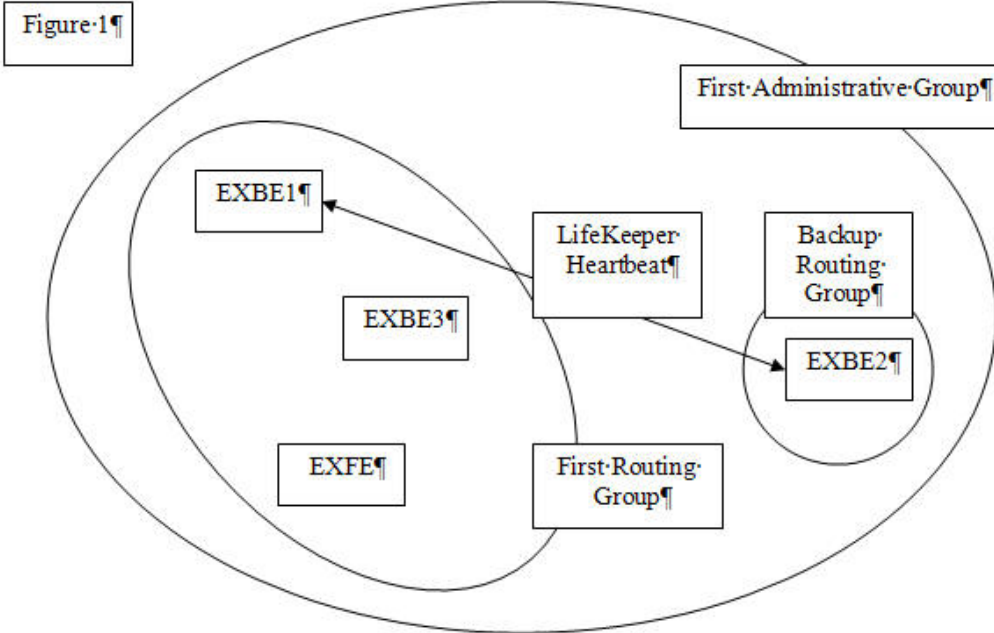 Figure·1¶
First·Administrative·Group¶
EXBE1¶
LifeKeeper·
Heartbeat¶
Backup·
Routing·
Group¶
EXBE3¶
EXBE2¶
EXFE¶
First·Routing·
Group¶